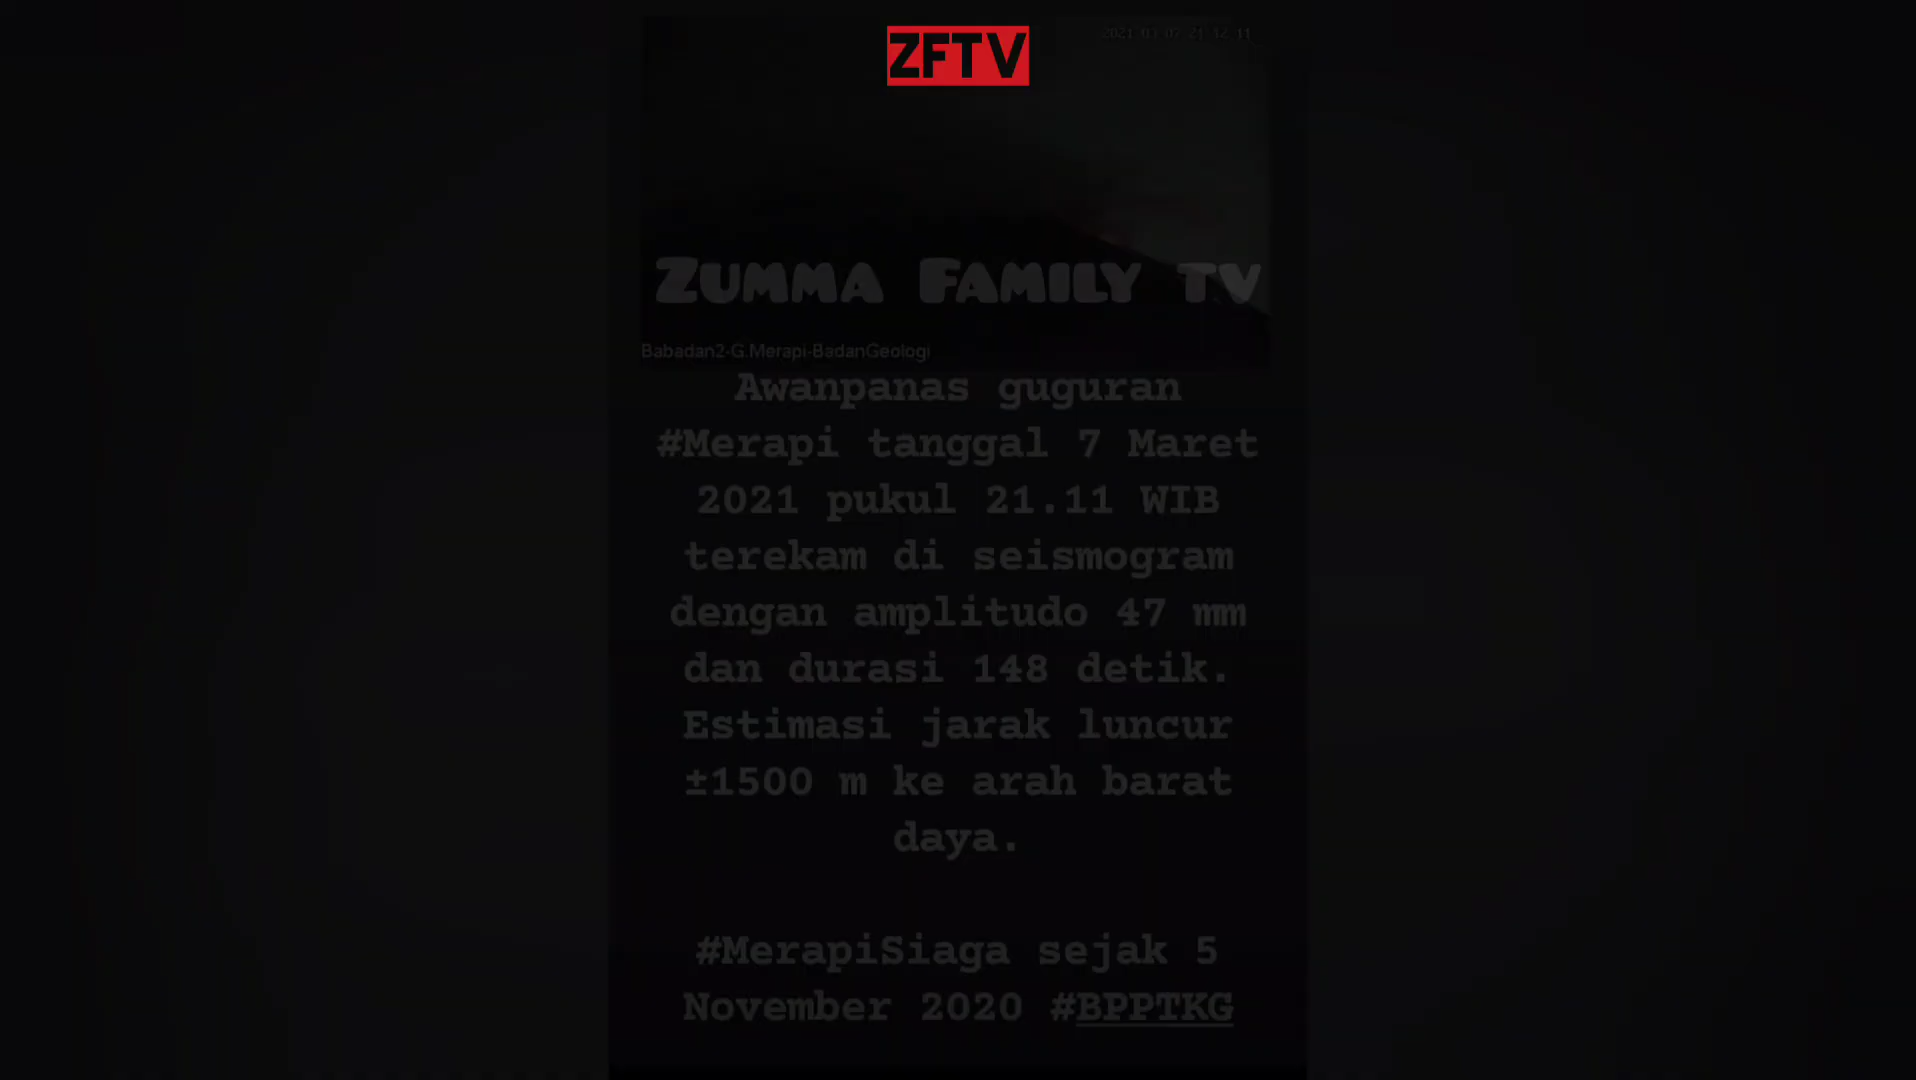 ZFTV
2021-03-07 21:12:11
Zumma Family TV
Babadan2-G.Merapi-BadanGeologi
Awanpanas guguran
#Merapi tanggal 7 Maret
2021 pukul 21.11 WIB
terekam di seismogram
dengan amplitudo 47 mm
dan durasi 148 detik.
Estimasi jarak luncur
±1500 m ke arah barat
daya.
#MerapiSiaga sejak 5
November 2020 #BPPTKG